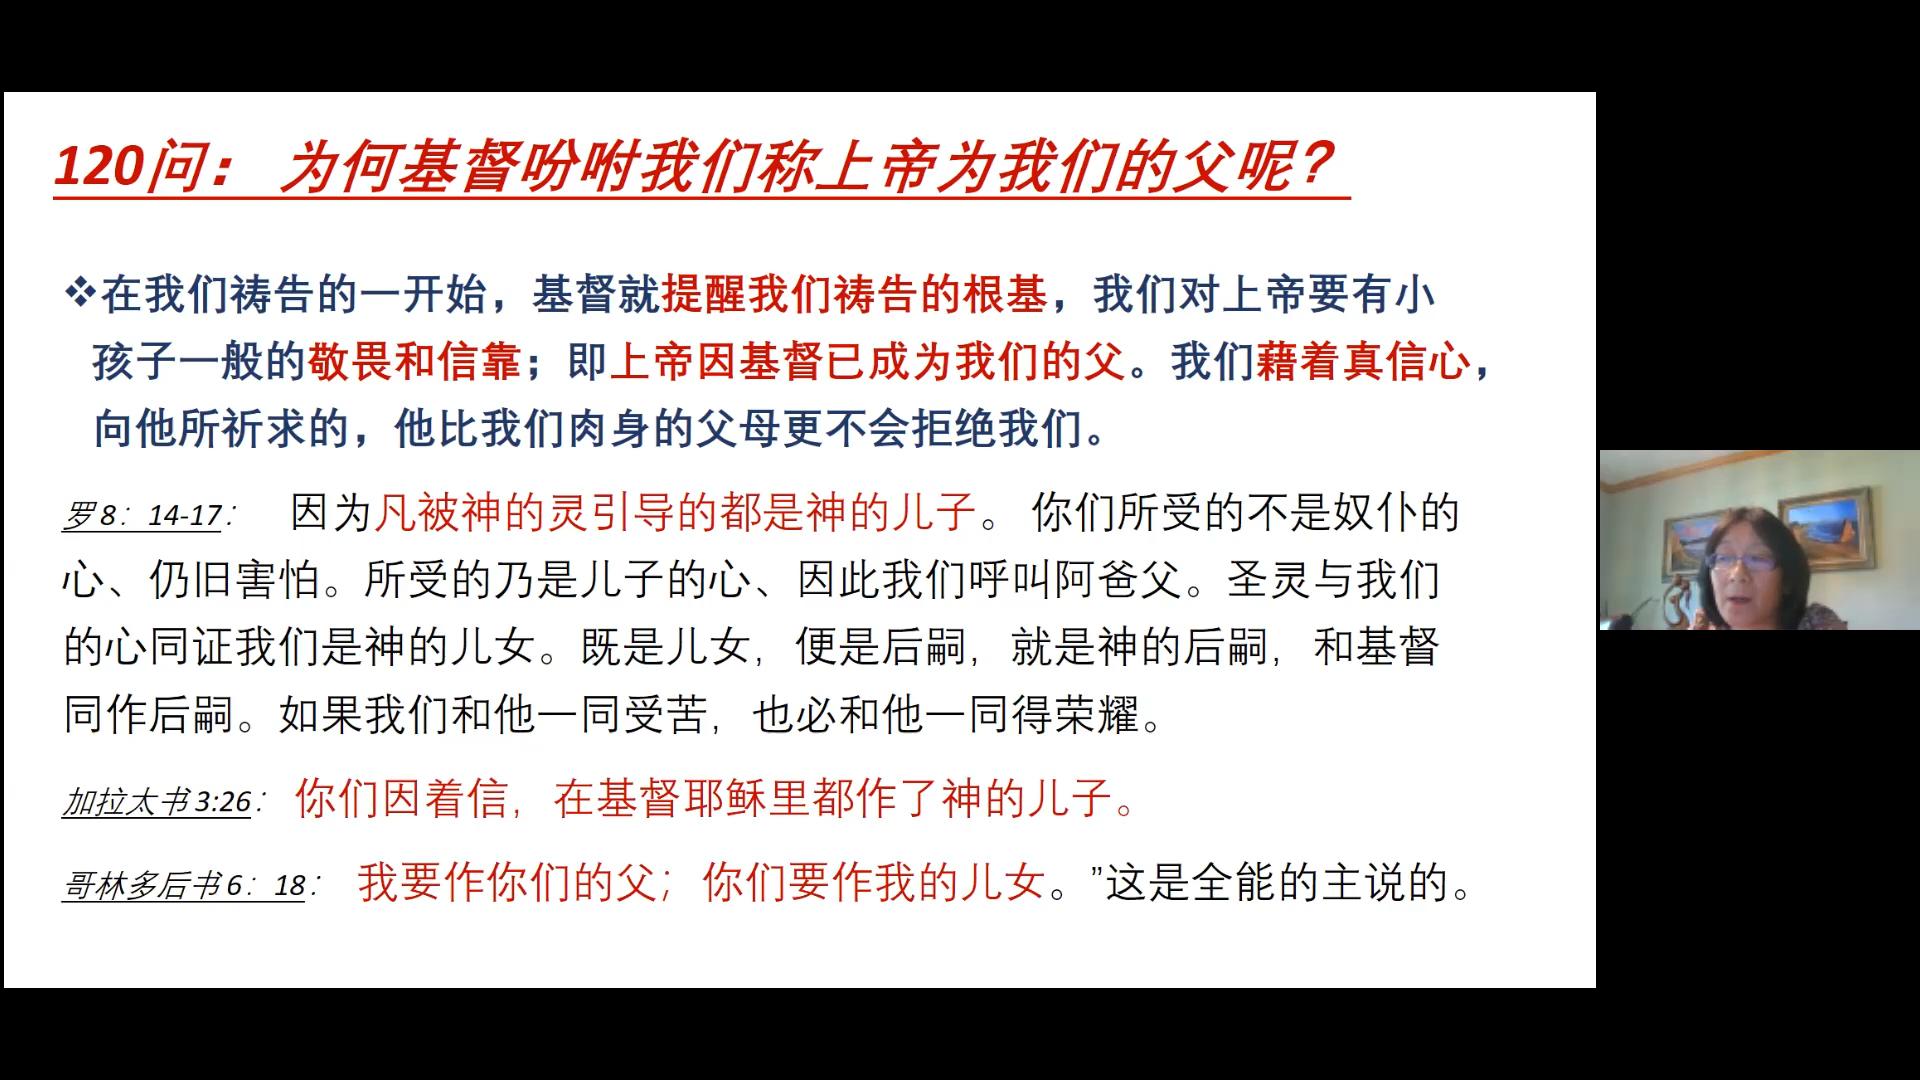 120问： 为何基督吩咐我们称上帝为我们的父呢？
❖在我们祷告的一开始，基督就提醒我们祷告的根基，我们对上帝要有小
孩子一般的敬畏和信靠；即上帝因基督已成为我们的父。我们藉着真信心，
向他所祈求的，他比我们肉身的父母更不会拒绝我们。
罗8：14-17： 因为凡被神的灵引导的都是神的儿子。 你们所受的不是奴仆的
心、仍旧害怕。所受的乃是儿子的心、因此我们呼叫阿爸父。圣灵与我们
的心同证我们是神的儿女。既是儿女，便是后嗣，就是神的后嗣，和基督
同作后嗣。如果我们和他一同受苦，也必和他一同得荣耀。
加拉太书3:26： 你们因着信，在基督耶稣里都作了神的儿子。
哥林多后书6：18： 我要作你们的父；你们要作我的儿女。”这是全能的主说的。